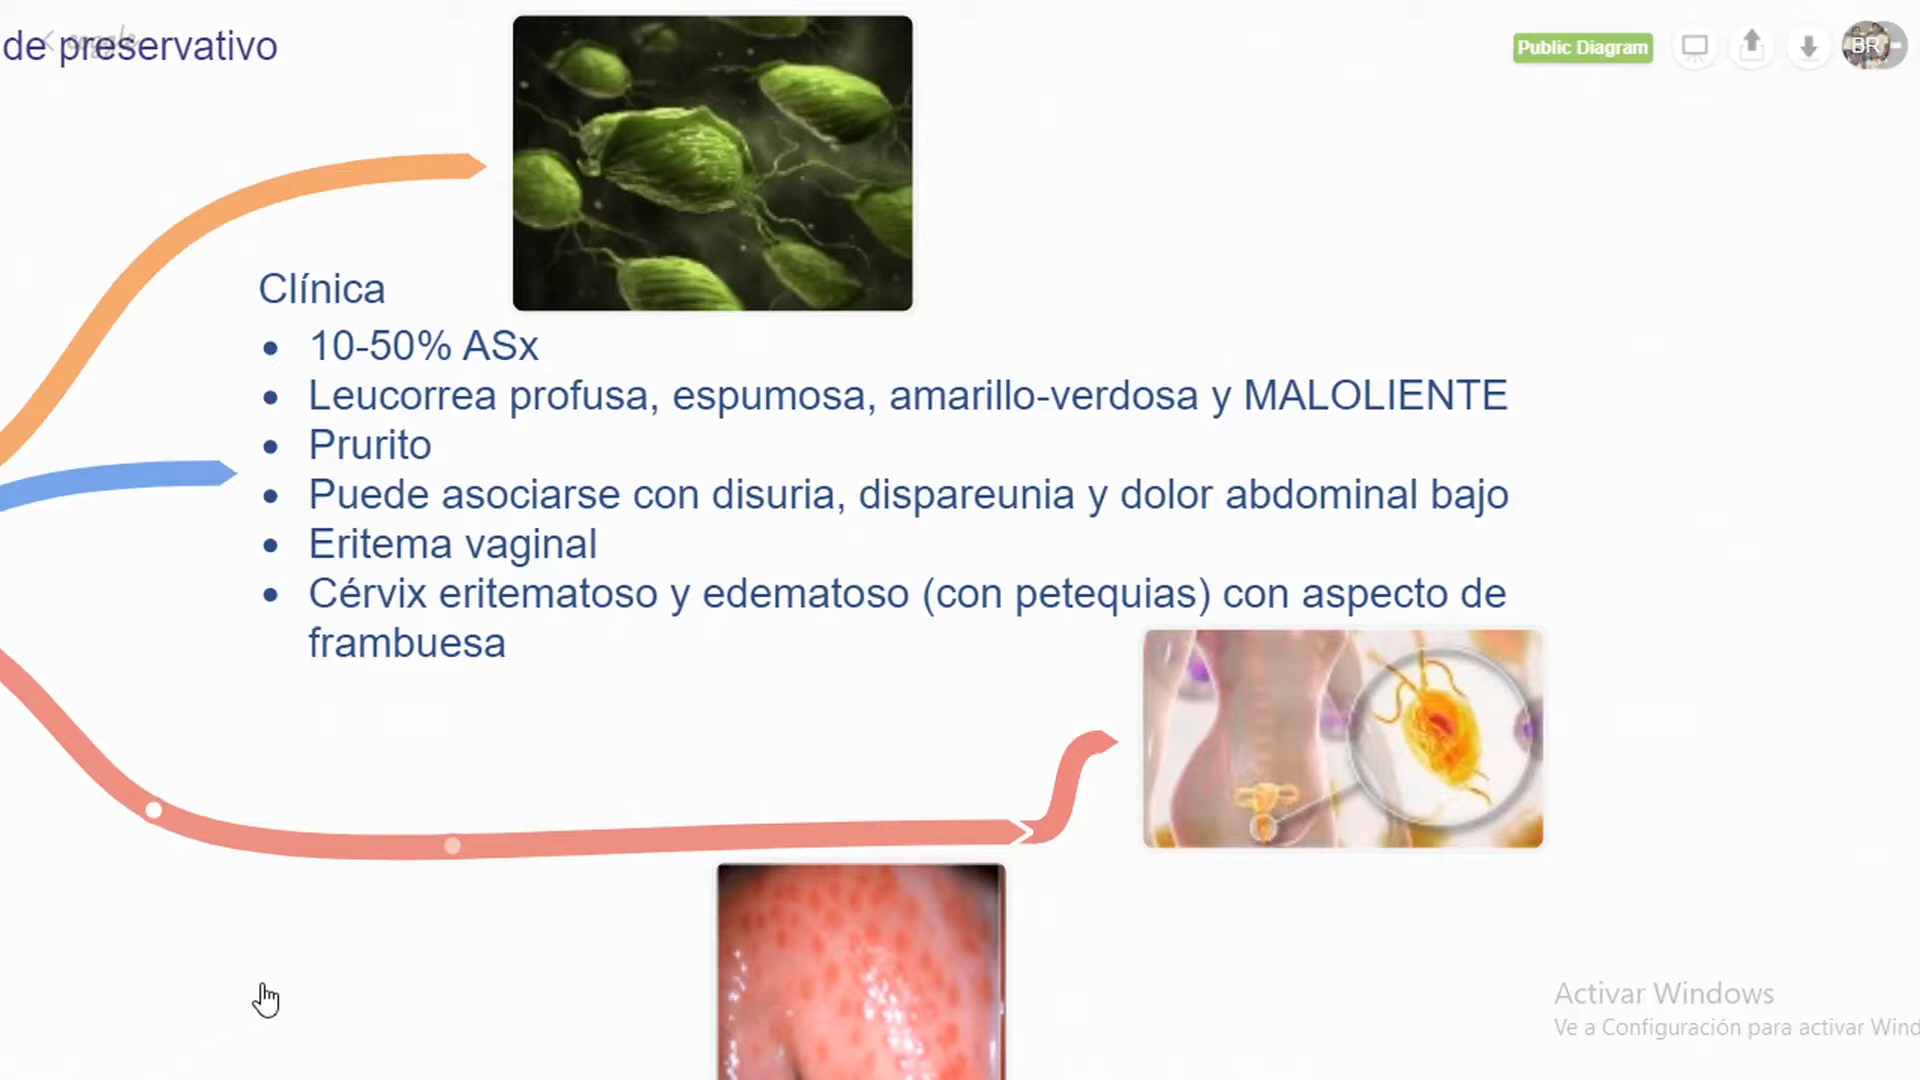 de preservativo
coggle
Public Diagram
BR
Clínica
10-50% ASx
Leucorrea profusa, espumosa, amarillo-verdosa y MALOLIENTE
Prurito
Puede asociarse con disuria, dispareunia y dolor abdominal bajo
Eritema vaginal
Cérvix eritematoso y edematoso (con petequias) con aspecto de
frambuesa
Activar Windows
Ve a Configuración para activar Wind